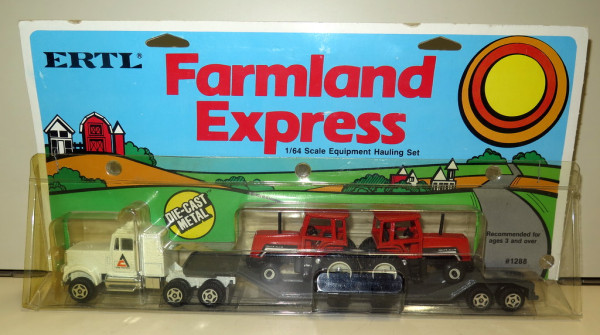 ERTL®
Farmland
Express
1/64 Scale Equipment Hauling Set
DIE-CAST
METAL
Recommended for
ages 3 and over
#1288